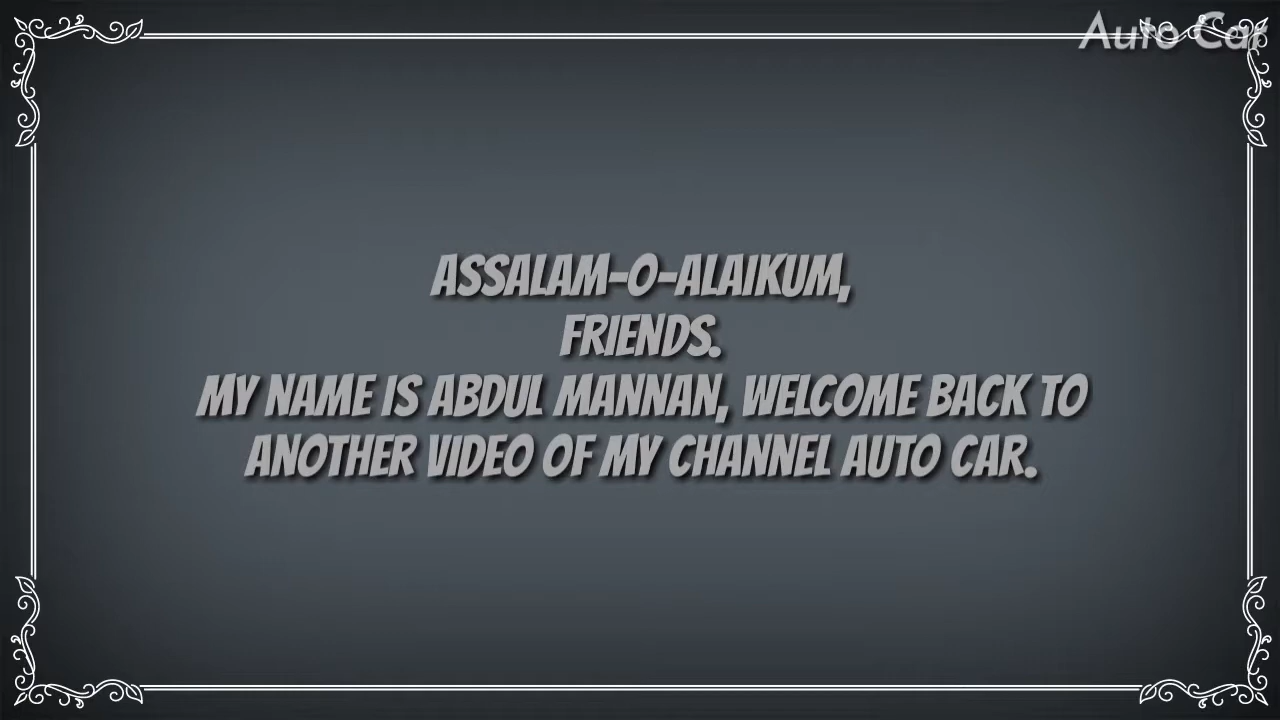 Auto Car
ASSALAM-O-ALAIKUM,
FRIENDS.
MY NAME IS ABDUL MANNAN, WELCOME BACK TO
ANOTHER VIDEO OF MY CHANNEL AUTO CAR.